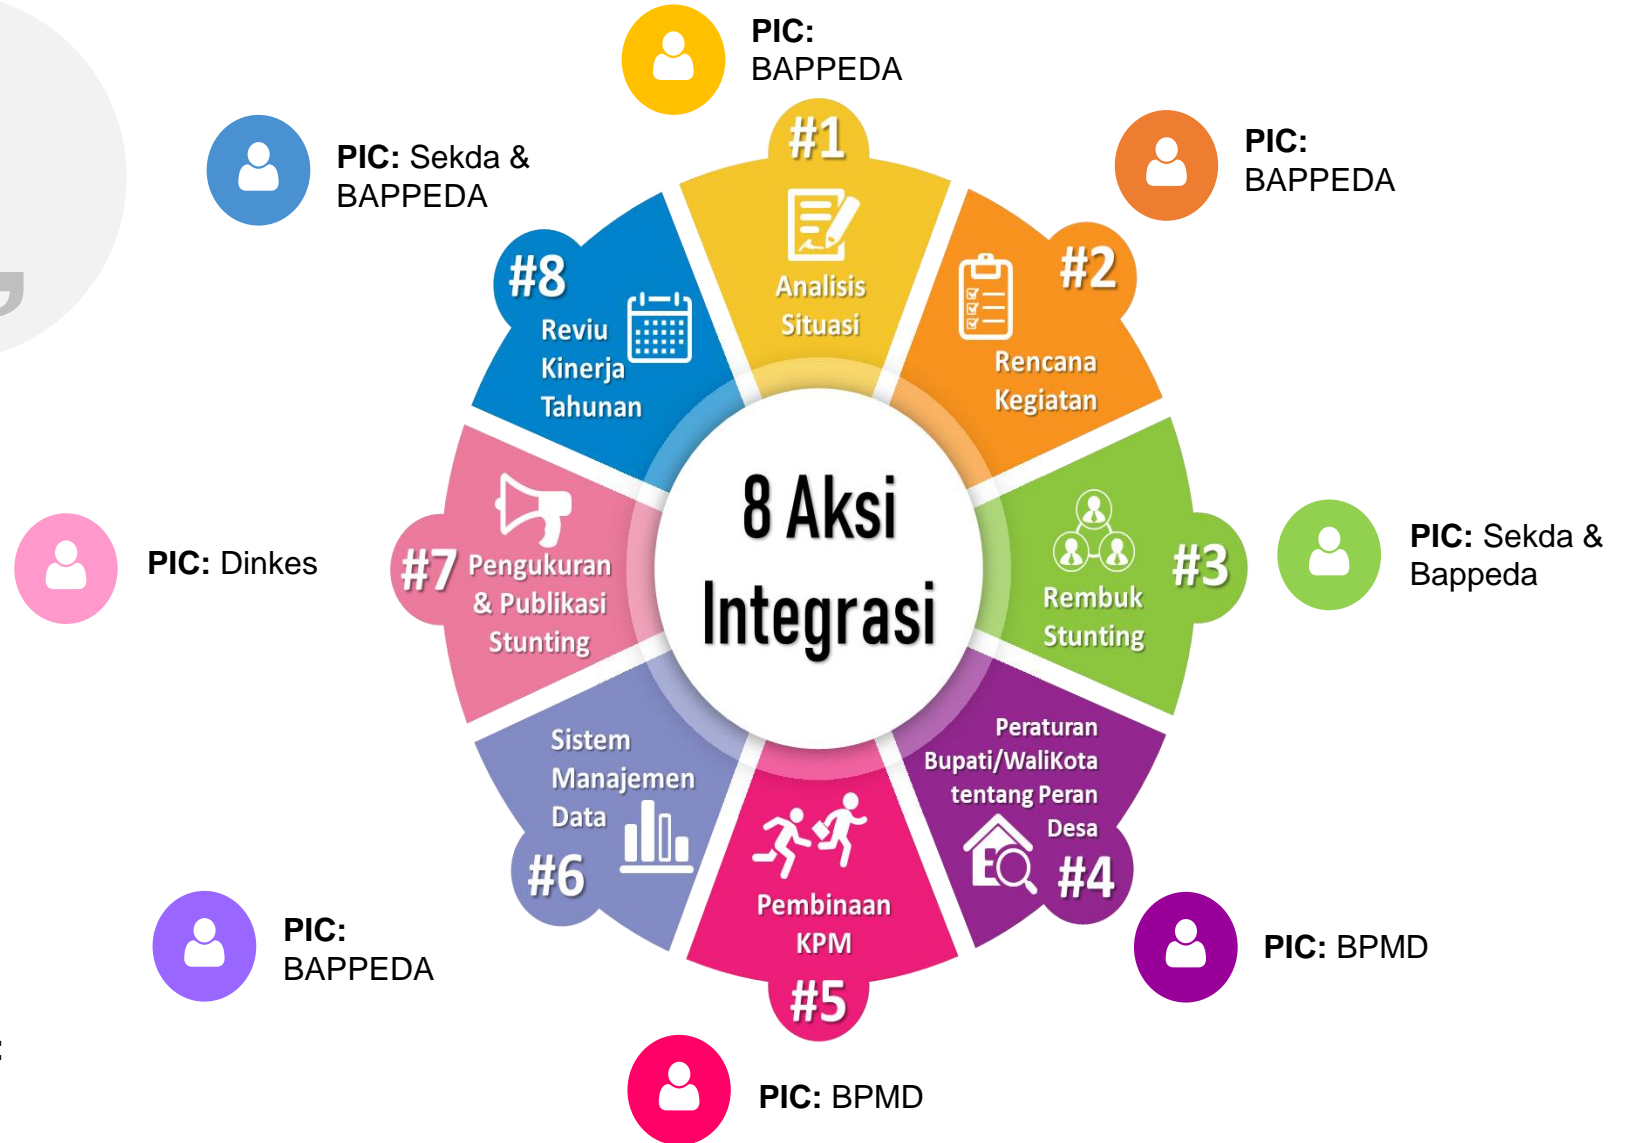 PIC:
BAPPEDA
#1
Analisis
Situasi
PIC:
BAPPEDA
#2
Rencana
Kegiatan
PIC: Sekda &
Bappeda
#3
Rembuk
Stunting
PIC: BPMD
Peraturan
Bupati/WaliKota
tentang Peran
Desa
#4
PIC: BPMD
Pembinaan
KPM
#5
PIC:
BAPPEDA
Sistem
Manajemen
Data
#6
PIC: Dinkes
#7
Pengukuran
& Publikasi
Stunting
PIC: Sekda &
BAPPEDA
#8
Reviu
Kinerja
Tahunan
8 Aksi
Integrasi